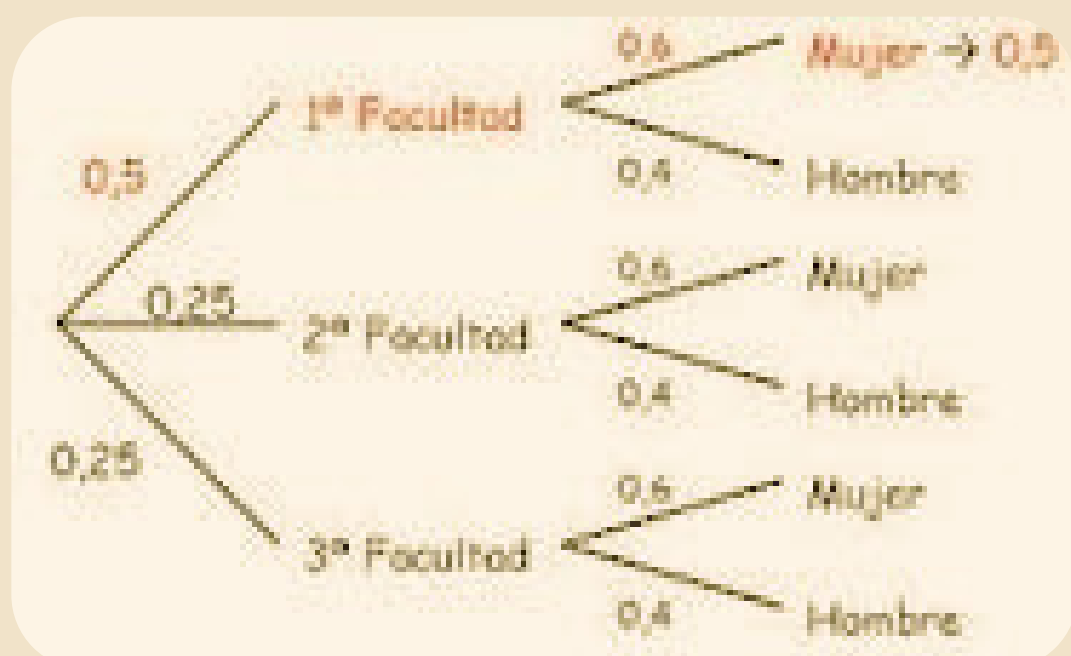 0,6 Mujer → 0,5
1ª Facultad
0,5
0,4 Hombre
0,6 Mujer
0,25
2ª Facultad
0,4 Hombre
0,25
0,6 Mujer
3ª Facultad
0,4 Hombre